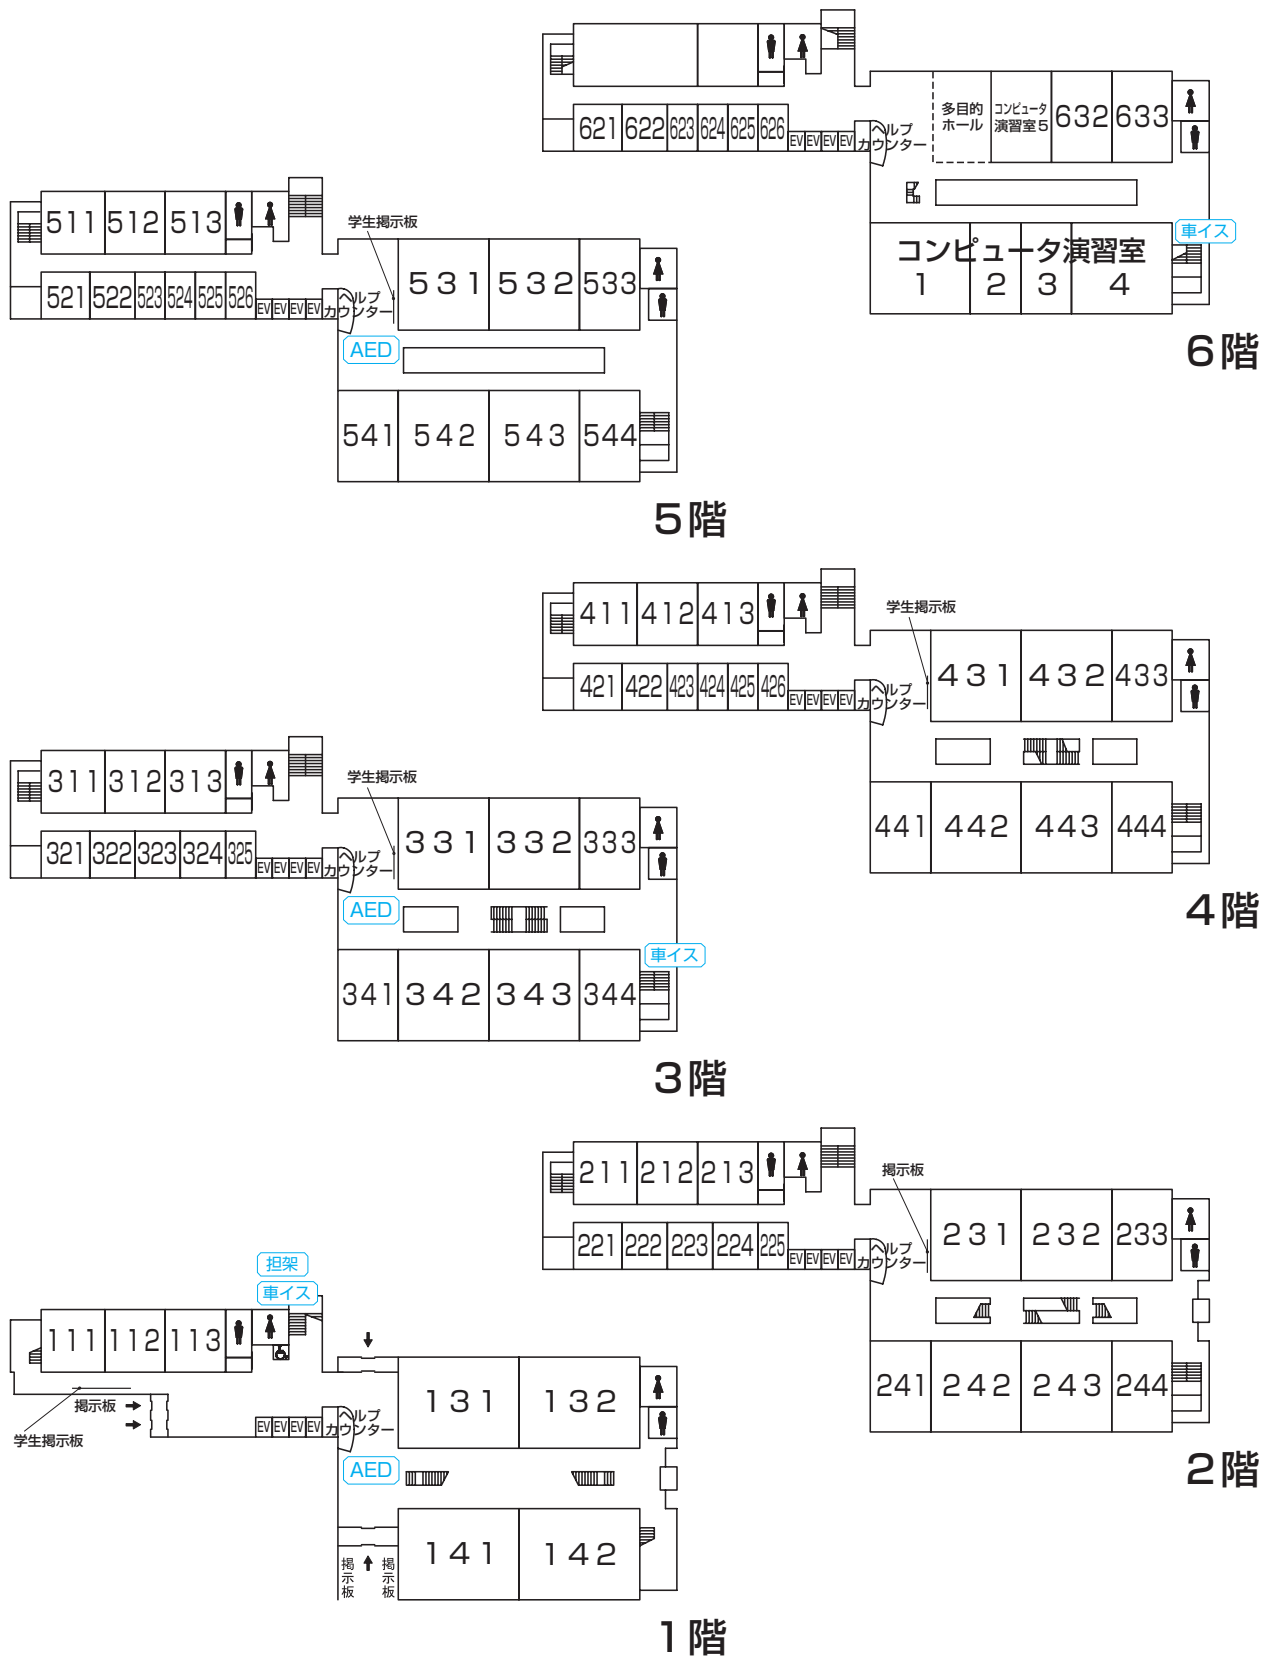 621 622 623 624 625 626
EV EV EV EV
ヘルプ
カウンター
多目的
ホール
コンピュータ
演習室5
632 633
コンピュータ演習室
1 2 3 4
車イス
6階
511 512 513
521 522 523 524 525 526
EV EV EV EV
ヘルプ
カウンター
学生掲示板
531 532 533
AED
541 542 543 544
5階
411 412 413
421 422 423 424 425 426
EV EV EV EV
ヘルプ
カウンター
学生掲示板
431 432 433
441 442 443 444
4階
311 312 313
321 322 323 324 325
EV EV EV EV
ヘルプ
カウンター
学生掲示板
331 332 333
AED
車イス
341 342 343 344
3階
211 212 213
221 222 223 224 225
EV EV EV EV
ヘルプ
カウンター
掲示板
231 232 233
241 242 243 244
2階
担架
車イス
111 112 113
掲示板
学生掲示板
EV EV EV EV
ヘルプ
カウンター
131 132
AED
141 142
掲示板
掲示板
1階